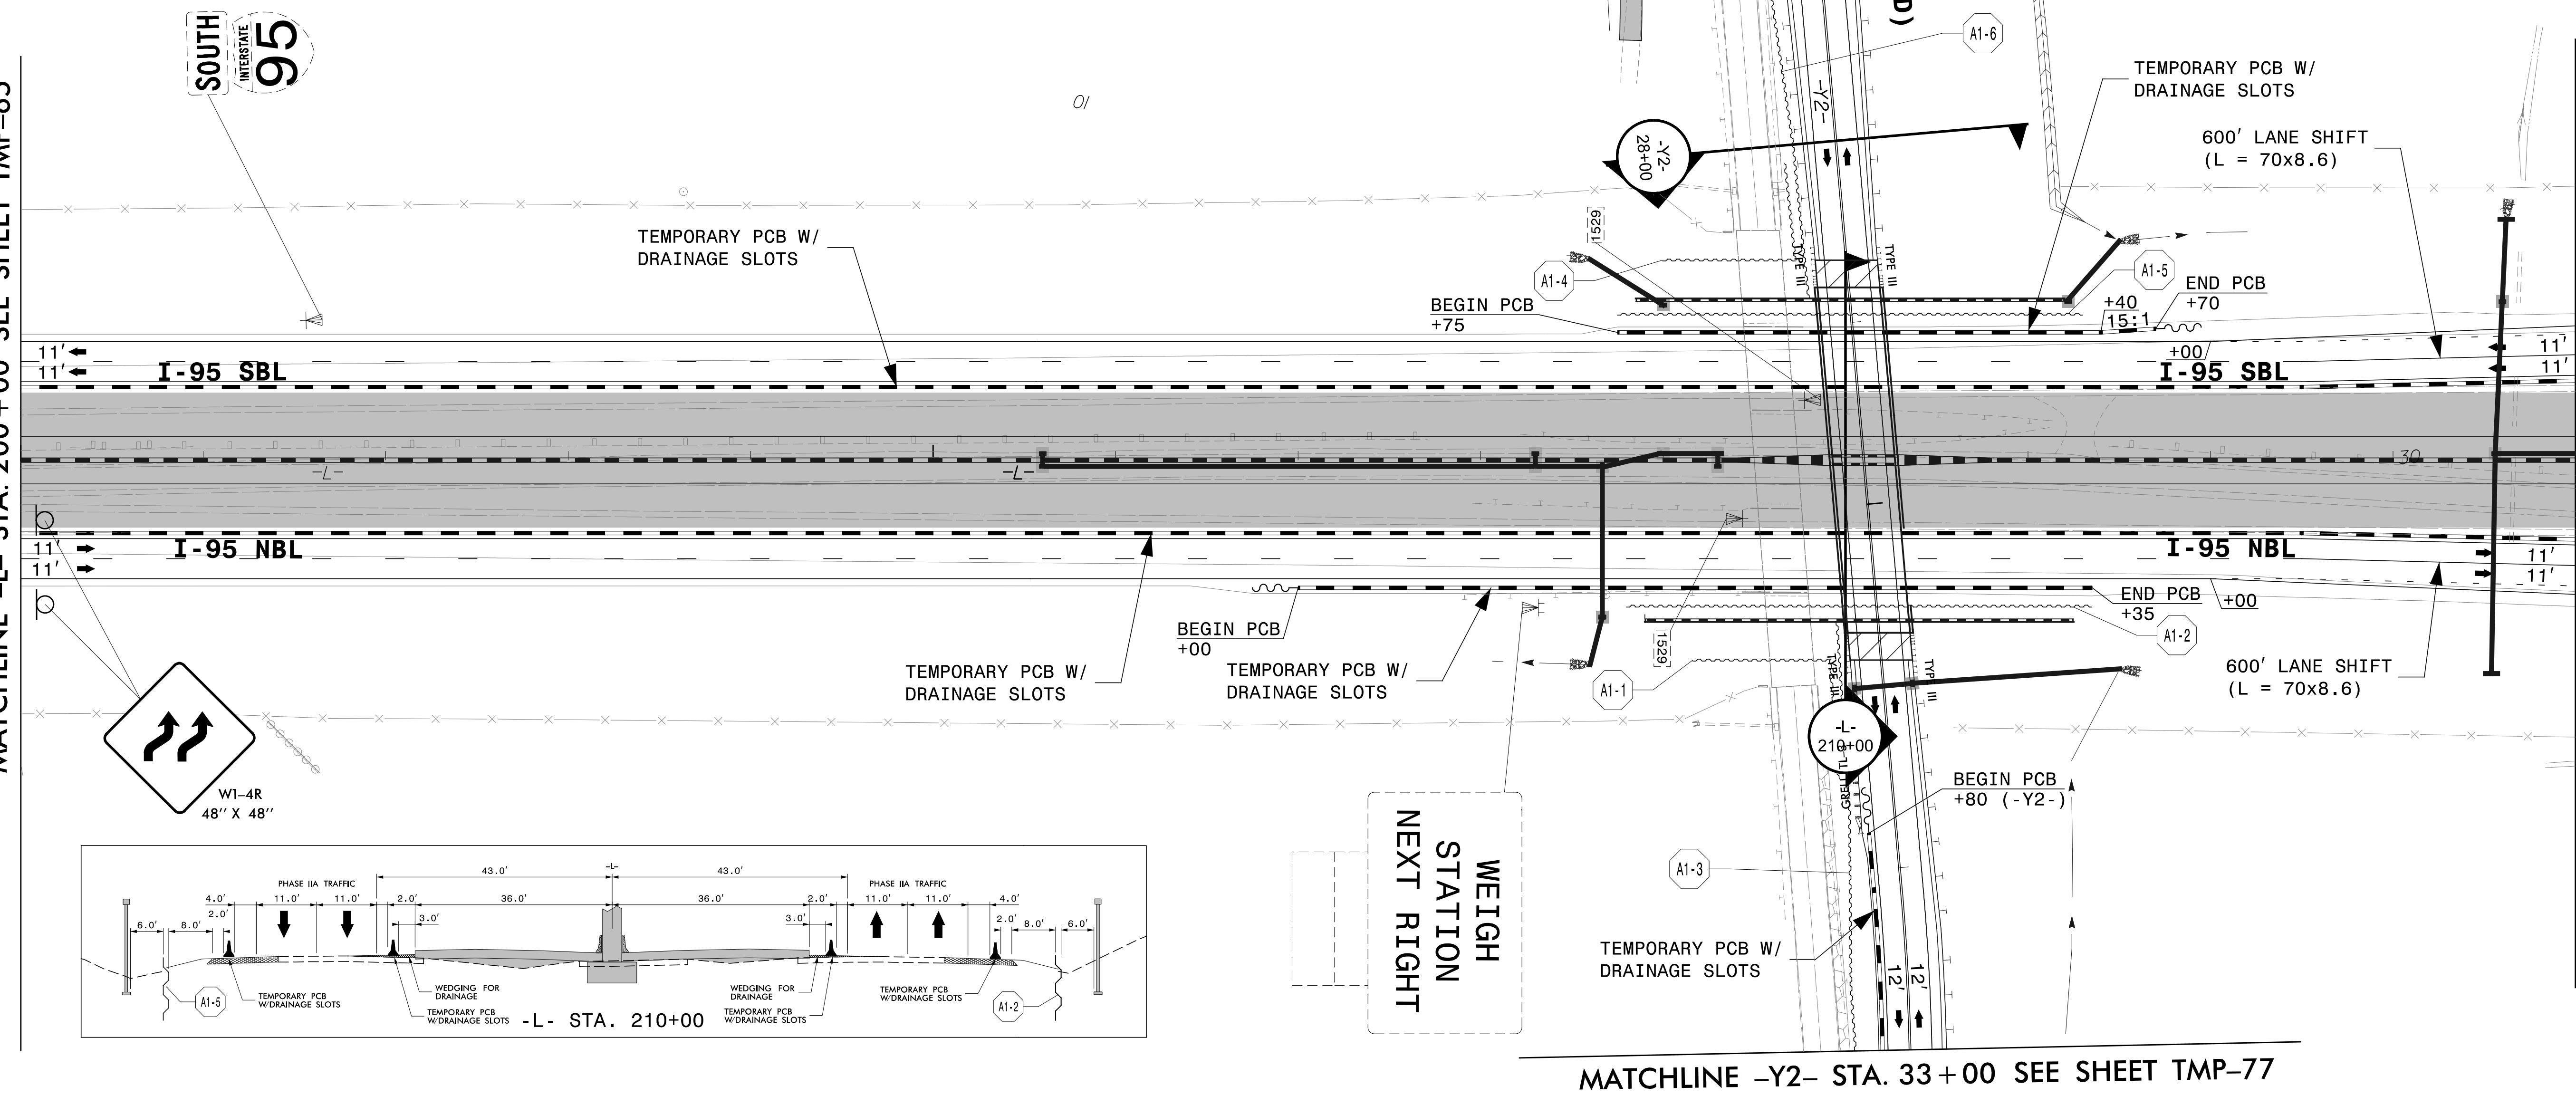 SOUTH
INTERSTATE
95
D)
A1-6
TEMPORARY PCB W/
DRAINAGE SLOTS
600' LANE SHIFT
(L = 70x8.6)
-Y2-
-Y2-
28+00
1529
TEMPORARY PCB W/
DRAINAGE SLOTS
A1-4
TYPE III
TYPE III
A1-5
BEGIN PCB
+75
END PCB
+70
+40
15:1
+00
11'
11'
I-95 SBL
I-95 SBL
11'
11'
-L-
-L-
30
11'
11'
I-95 NBL
I-95 NBL
11'
11'
BEGIN PCB
+00
END PCB
+35
+00
A1-2
1529
TEMPORARY PCB W/
DRAINAGE SLOTS
TEMPORARY PCB W/
DRAINAGE SLOTS
A1-1
TYPE III
TYPE III
600' LANE SHIFT
(L = 70x8.6)
-L-
210+00
W1-4R
48" X 48"
BEGIN PCB
+80 (-Y2-)
WEIGH
STATION
NEXT RIGHT
A1-3
TEMPORARY PCB W/
DRAINAGE SLOTS
12'
12'
-L-
43.0'
43.0'
PHASE IIA TRAFFIC
PHASE IIA TRAFFIC
4.0'
11.0'
11.0'
2.0'
36.0'
36.0'
2.0'
11.0'
11.0'
4.0'
2.0'
3.0'
3.0'
2.0'
6.0'
8.0'
8.0'
6.0'
A1-5
TEMPORARY PCB
W/DRAINAGE SLOTS
WEDGING FOR
DRAINAGE
TEMPORARY PCB
W/DRAINAGE SLOTS
WEDGING FOR
DRAINAGE
TEMPORARY PCB
W/DRAINAGE SLOTS
TEMPORARY PCB
W/DRAINAGE SLOTS
A1-2
-L- STA. 210+00
MATCHLINE -Y2- STA. 33+00 SEE SHEET TMP-77